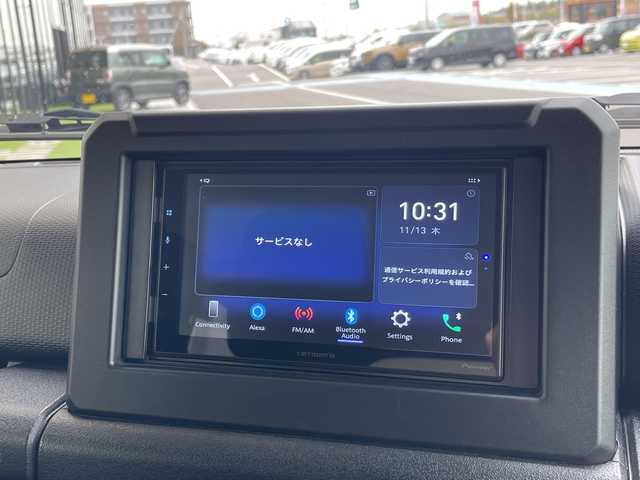 サービスなし
10:31
11/13 木
通信サービス利用規約および
プライバシーポリシーを確認...
Connectivity
Alexa
FM/AM
Bluetooth
Audio
Settings
Phone
carrozzeria
Pioneer